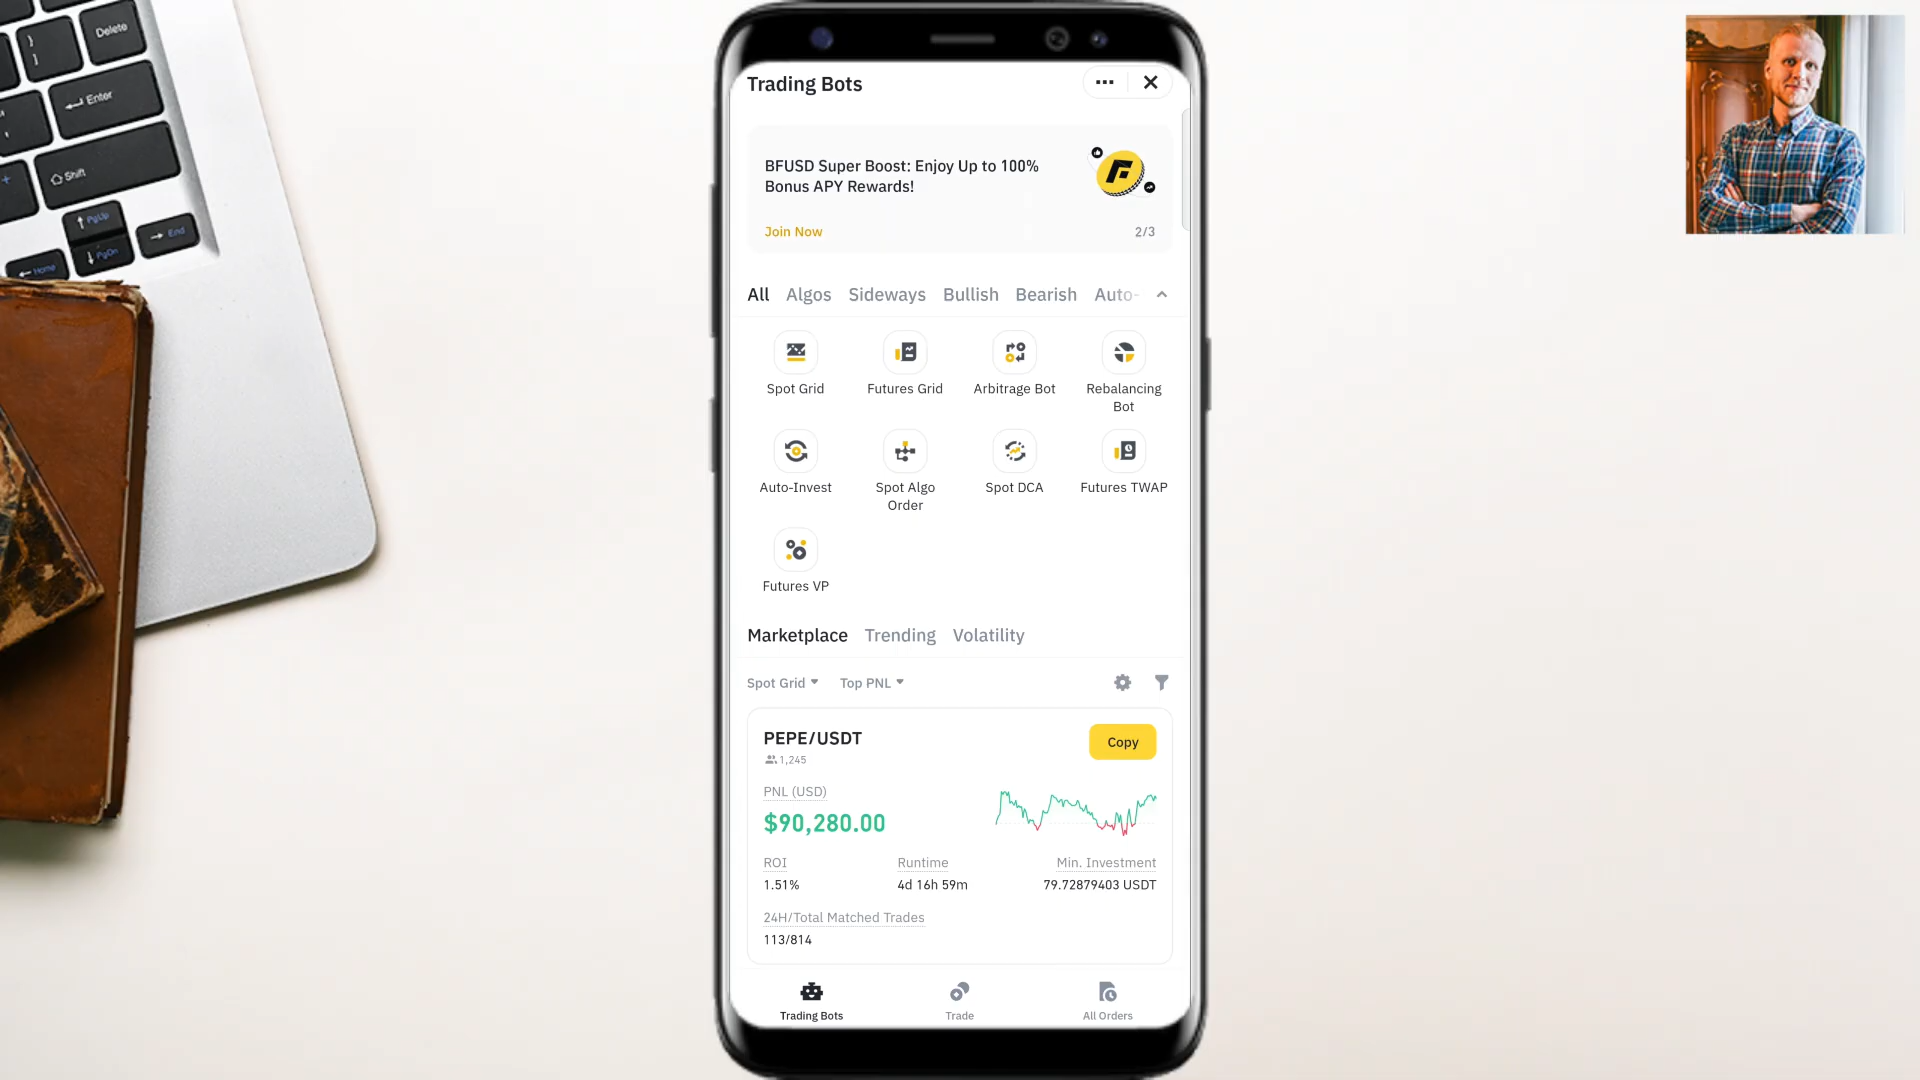 Delete
Enter
Shift
PgUp
PgDn
End
Home
Trading Bots
BFUSD Super Boost: Enjoy Up to 100%
Bonus APY Rewards!
Join Now
2/3
All Algos Sideways Bullish Bearish Auto-
Spot Grid
Futures Grid
Arbitrage Bot
Rebalancing
Bot
Auto-Invest
Spot Algo
Order
Spot DCA
Futures TWAP
Futures VP
Marketplace Trending Volatility
Spot Grid Top PNL
PEPE/USDT
Copy
1,245
PNL (USD)
$90,280.00
ROI Runtime Min. Investment
1.51% 4d 16h 59m 79.72879403 USDT
24H/Total Matched Trades
113/814
Trading Bots Trade All Orders